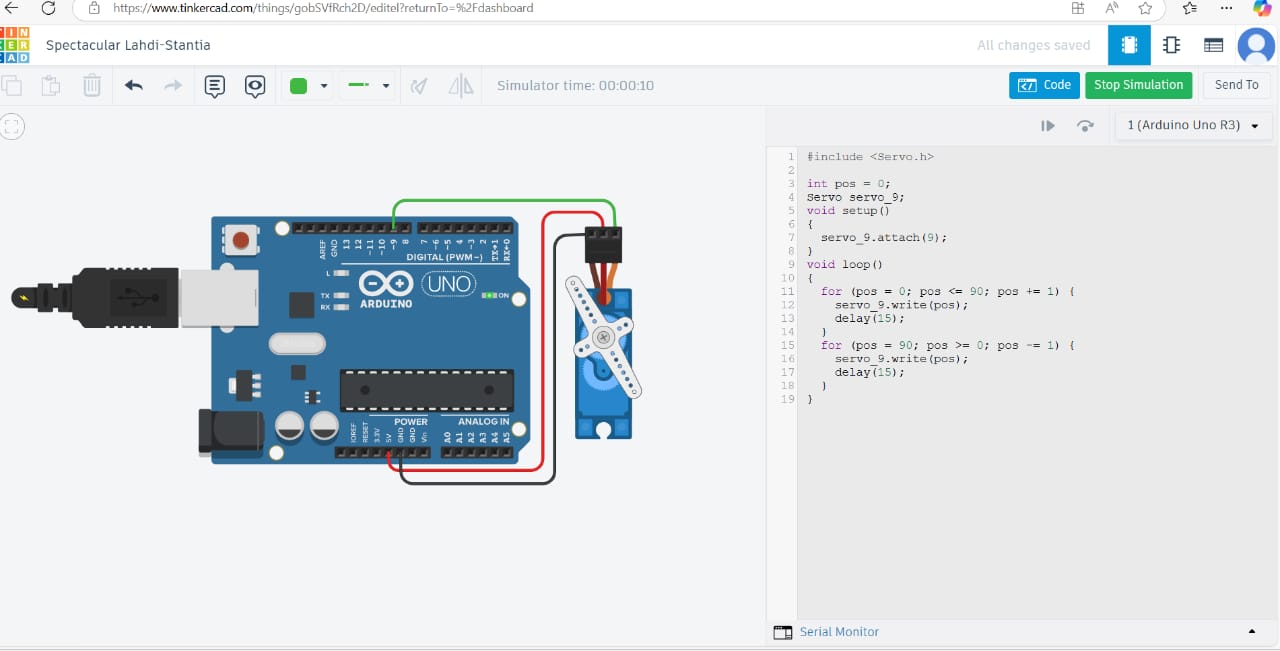 https://www.tinkercad.com/things/gobSVfRch2D/editel?returnTo=%2Fdashboard
TIN
KER
CAD
Spectacular Lahdi-Stantia
All changes saved
Simulator time: 00:00:10
Code
Stop Simulation
Send To
1 (Arduino Uno R3)
AREF
GND
13
12
~11
~10
~9
8
7
~6
~5
4
~3
2
TX→1
RX←0
DIGITAL (PWM~)
L
TX
RX
ARDUINO
UNO
ON
POWER
ANALOG IN
IOREF
RESET
3.3V
5V
GND
GND
Vin
A0
A1
A2
A3
A4
A5
1 #include <Servo.h>
2
3 int pos = 0;
4 Servo servo_9;
5 void setup()
6 {
7 servo_9.attach(9);
8 }
9 void loop()
10 {
11 for (pos = 0; pos <= 90; pos += 1) {
12 servo_9.write(pos);
13 delay(15);
14 }
15 for (pos = 90; pos >= 0; pos -= 1) {
16 servo_9.write(pos);
17 delay(15);
18 }
19 }
Serial Monitor